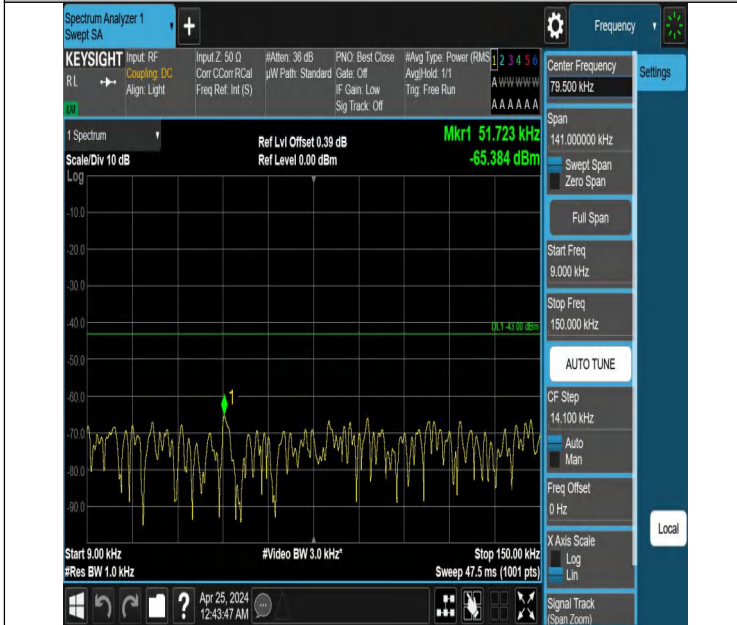 Spectrum Analyzer 1
Swept SA
+
Frequency
KEYSIGHT
RL
Input: RF
Coupling: DC
Align: Light
Input Z: 50 Ω
Corr CCorr RCal
Freq Ref: Int (S)
#Atten: 36 dB
µW Path: Standard
PNO: Best Close
Gate: Off
IF Gain: Low
Sig Track: Off
#Avg Type: Power (RMS
Avg|Hold: 1/1
Trig: Free Run
1 2 3 4 5 6
A W W W W W
A A A A A A
1 Spectrum
Scale/Div 10 dB
Log
Ref Lvl Offset 0.39 dB
Ref Level 0.00 dBm
Mkr1 51.723 kHz
-65.384 dBm
-10.0
-20.0
-30.0
-40.0
-50.0
-60.0
-70.0
-80.0
-90.0
DL1 -43.00 dBm
1
Start 9.00 kHz
#Res BW 1.0 kHz
#Video BW 3.0 kHz*
Stop 150.00 kHz
Sweep 47.5 ms (1001 pts)
Center Frequency
79.500 kHz
Settings
Span
141.000000 kHz
Swept Span
Zero Span
Full Span
Start Freq
9.000 kHz
Stop Freq
150.000 kHz
AUTO TUNE
CF Step
14.100 kHz
Auto
Man
Freq Offset
0 Hz
X Axis Scale
Log
Lin
Local
Signal Track
(Span Zoom)
?
Apr 25, 2024
12:43:47 AM